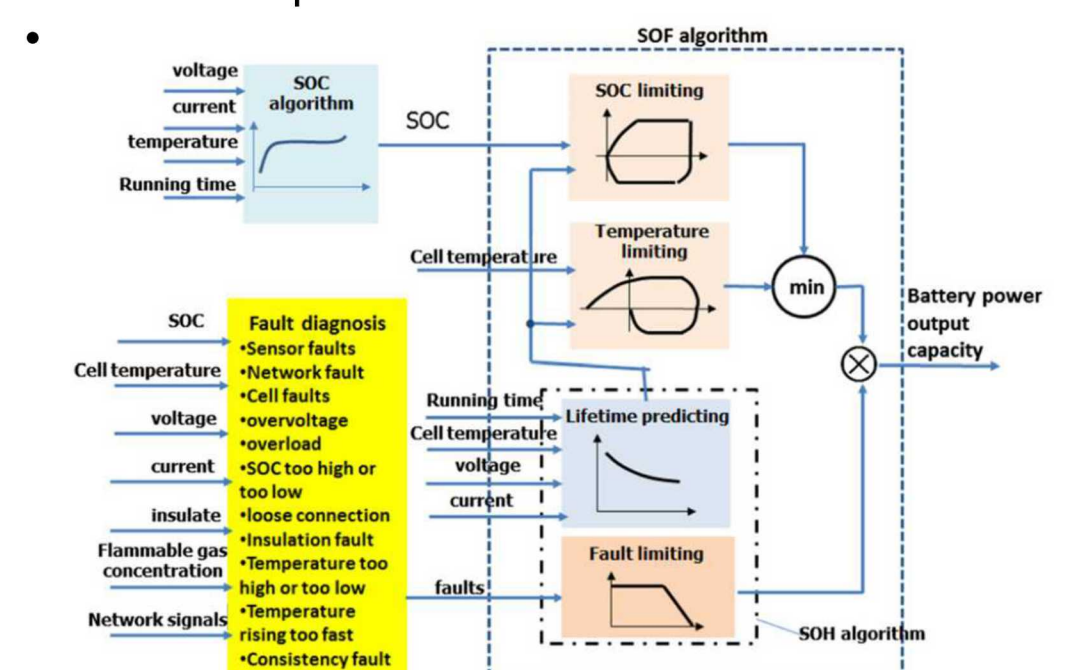 SOF algorithm
voltage
current
temperature
Running time
SOC
algorithm
SOC
SOC limiting
Temperature
limiting
Cell temperature
min
Battery power
output
capacity
SOC
Cell temperature
voltage
current
insulate
Flammable gas
concentration
Network signals
Fault diagnosis
•Sensor faults
•Network fault
•Cell faults
•overvoltage
•overload
•SOC too high or
too low
•loose connection
•Insulation fault
•Temperature too
high or too low
•Temperature
rising too fast
•Consistency fault
Running time
Cell temperature
voltage
current
Lifetime predicting
faults
Fault limiting
SOH algorithm